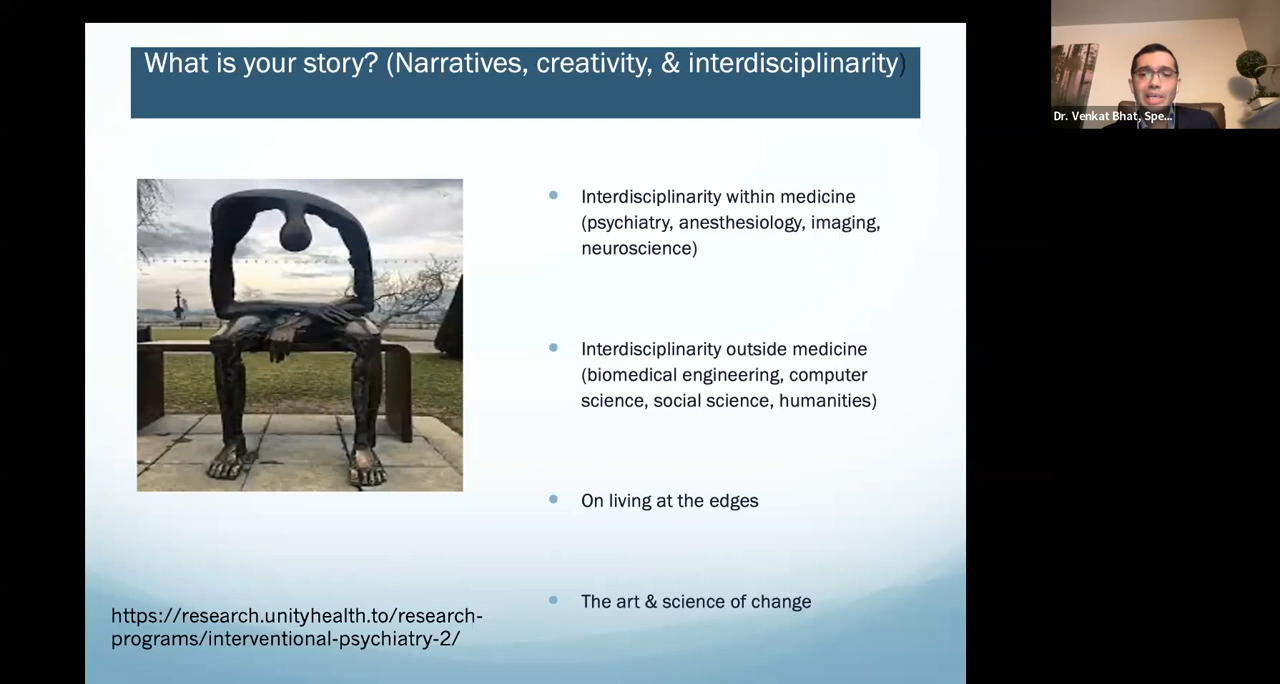 What is your story? (Narratives, creativity, & interdisciplinarity)
Interdisciplinarity within medicine
(psychiatry, anesthesiology, imaging,
neuroscience)
Interdisciplinarity outside medicine
(biomedical engineering, computer
science, social science, humanities)
On living at the edges
The art & science of change
https://research.unityhealth.to/research-
programs/interventional-psychiatry-2/
Dr. Venkat Bhat, Spe...